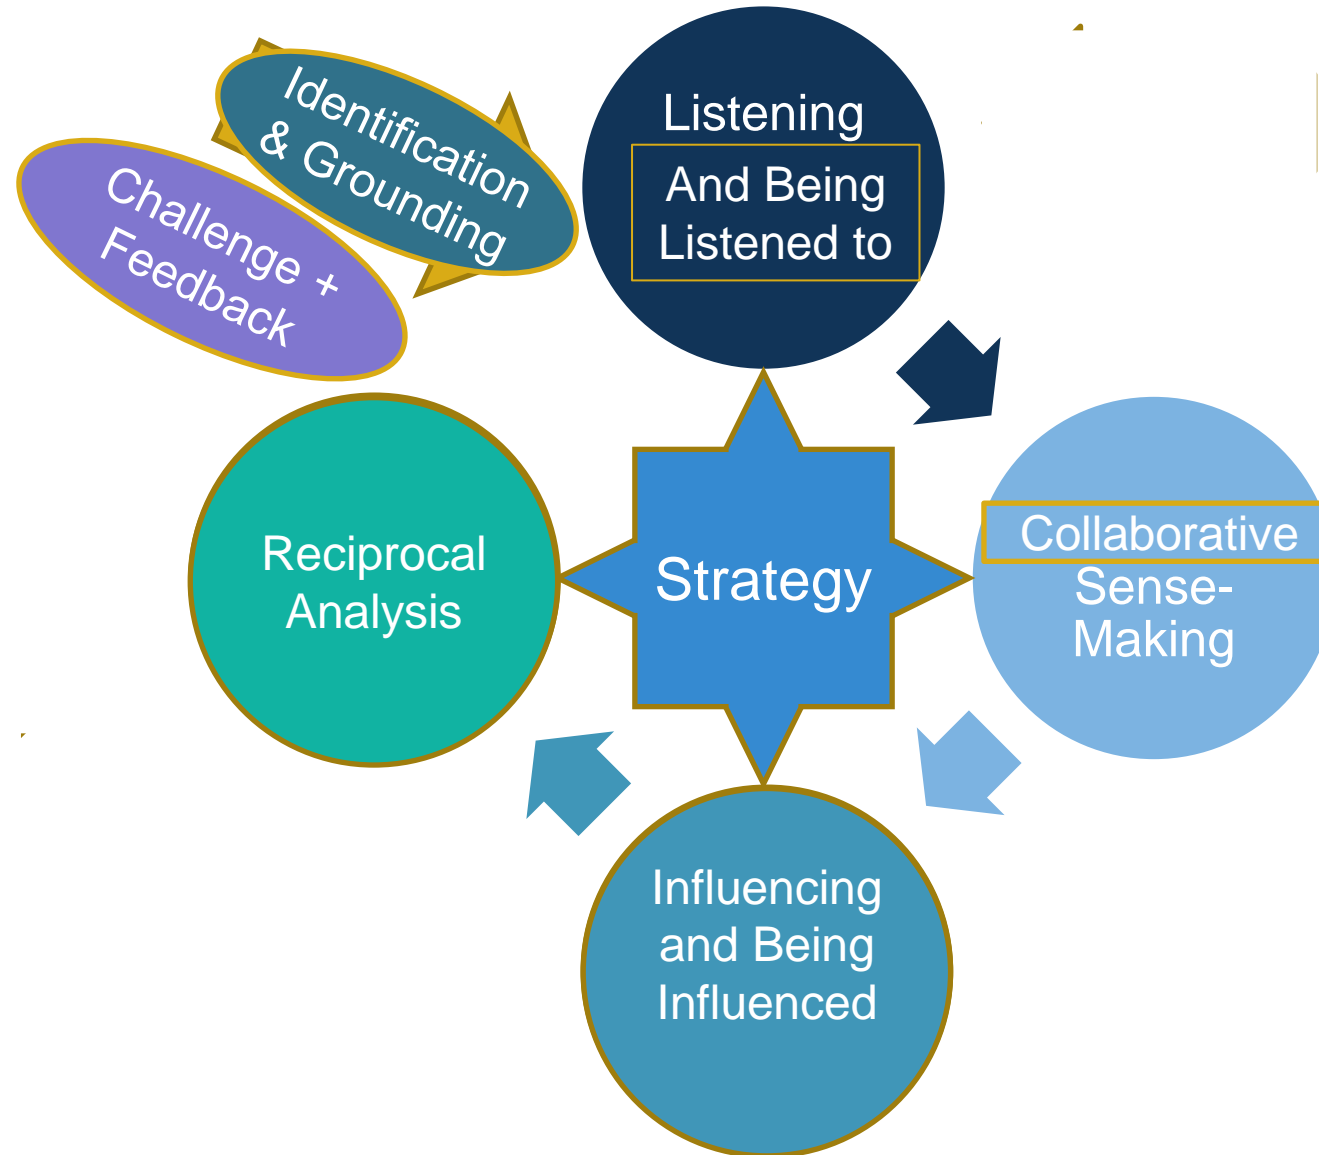 Identification
& Grounding
Challenge +
Feedback
Listening
And Being
Listened to
Reciprocal
Analysis
Strategy
Collaborative
Sense-
Making
Influencing
and Being
Influenced